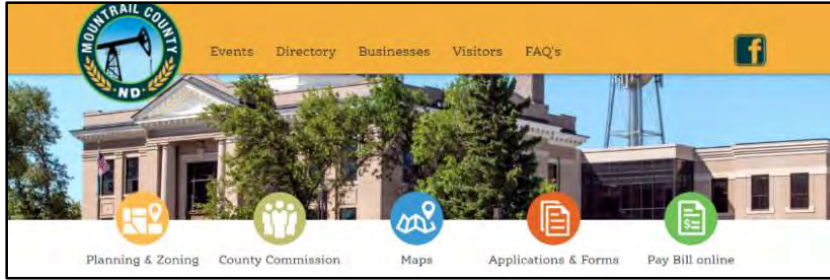 MOUNTRAIL COUNTY
ND
Events Directory Businesses Visitors FAQ's
f
Planning & Zoning County Commission Maps Applications & Forms Pay Bill online